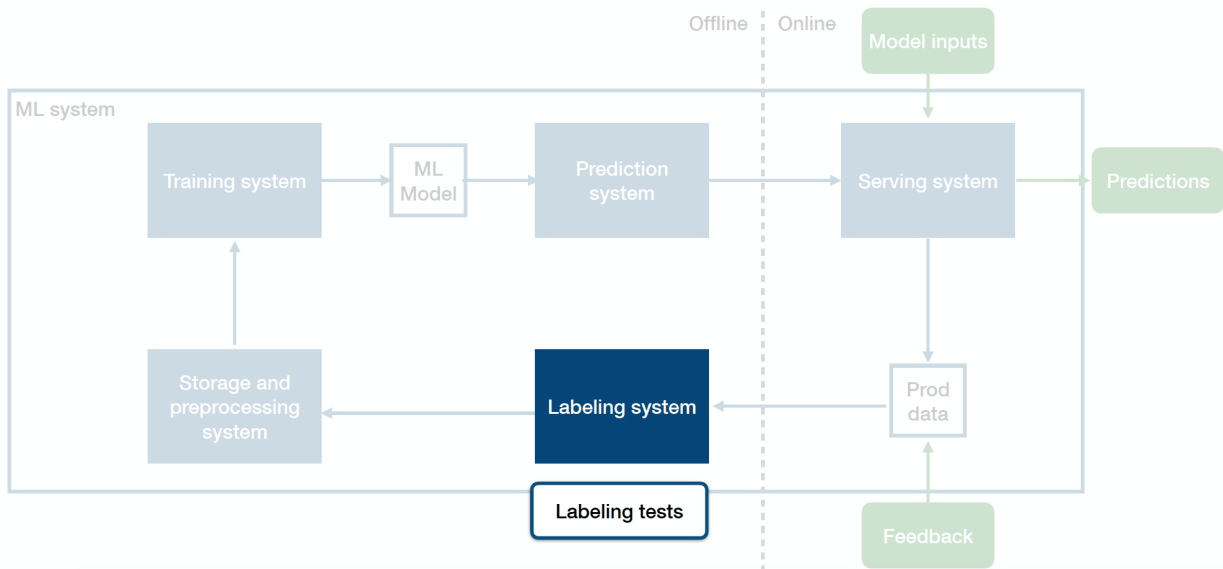 Offline
Online
Model inputs
ML system
Training system
ML
Model
Prediction
system
Serving system
Predictions
Storage and
preprocessing
system
Labeling system
Prod
data
Labeling tests
Feedback